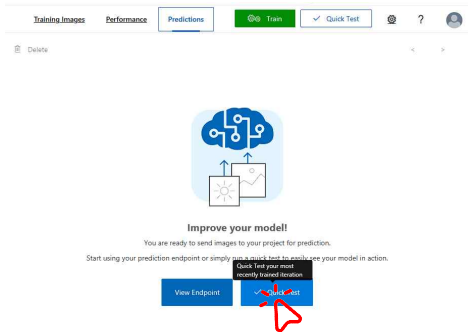 Training Images Performance Predictions Train Quick Test ?
Delete < >
Improve your model!
You are ready to send images to your project for prediction.
Start using your prediction endpoint or simply run a quick test to easily see your model in action.
Quick Test your most
recently trained iteration
View Endpoint Quick Test